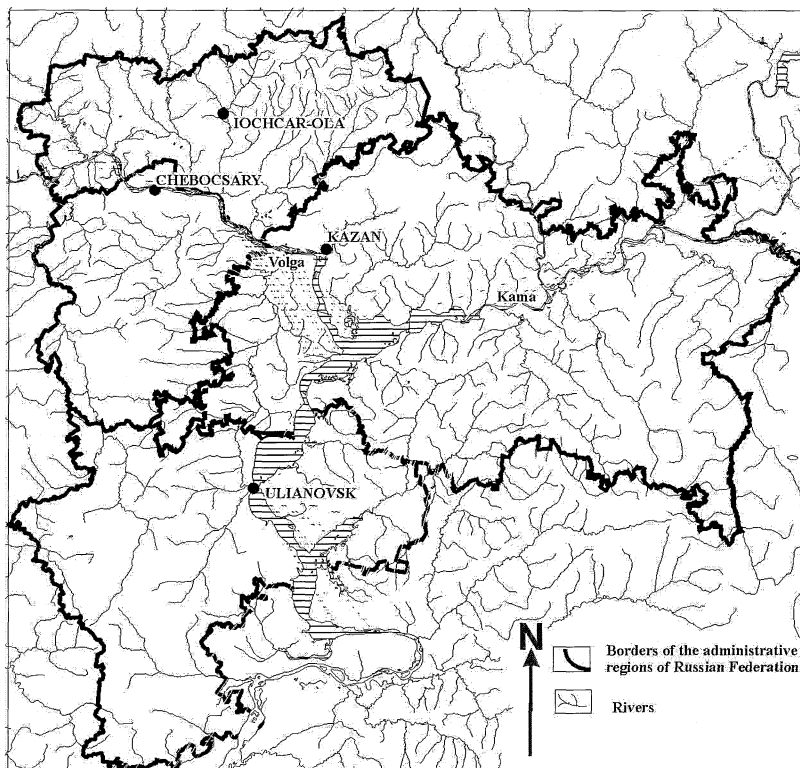 IOCHCAR-OLA
CHEBOCSARY
KAZAN
Volga
Kama
ULIANOVSK
N
Borders of the administrative
regions of Russian Federation
Rivers